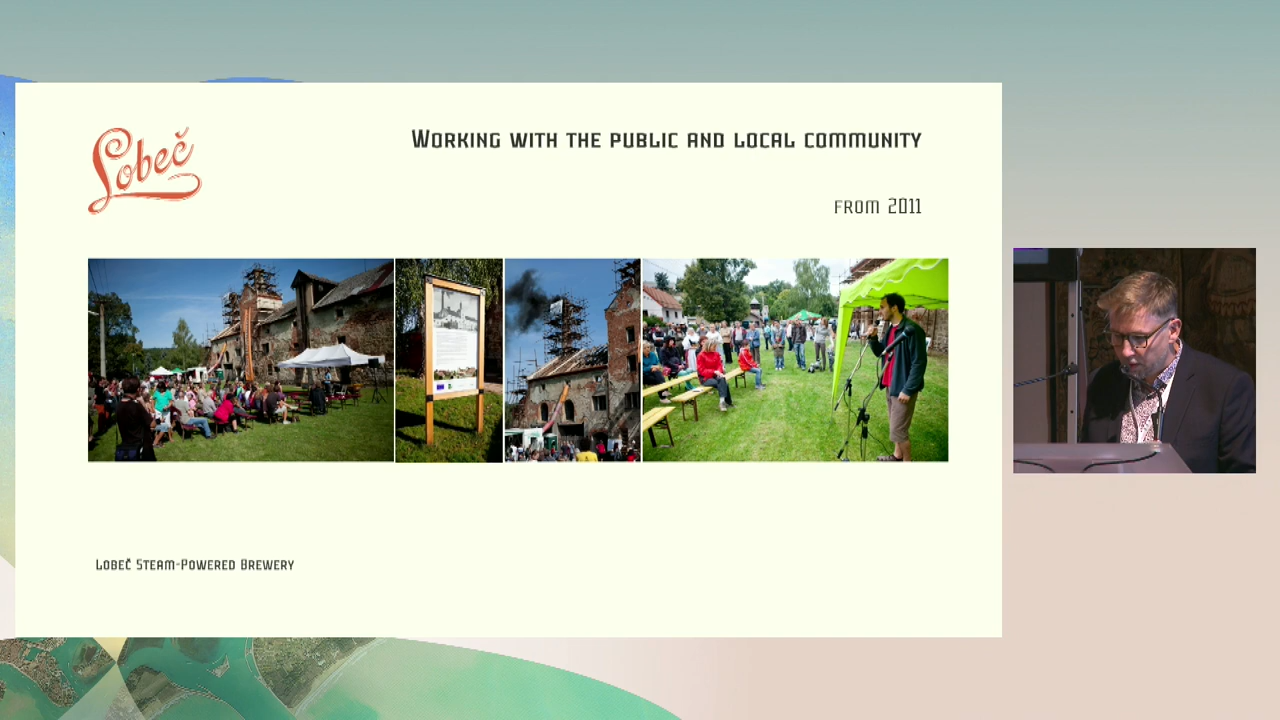 Lobeč
Working with the public and local community
from 2011
Lobeč Steam-Powered Brewery